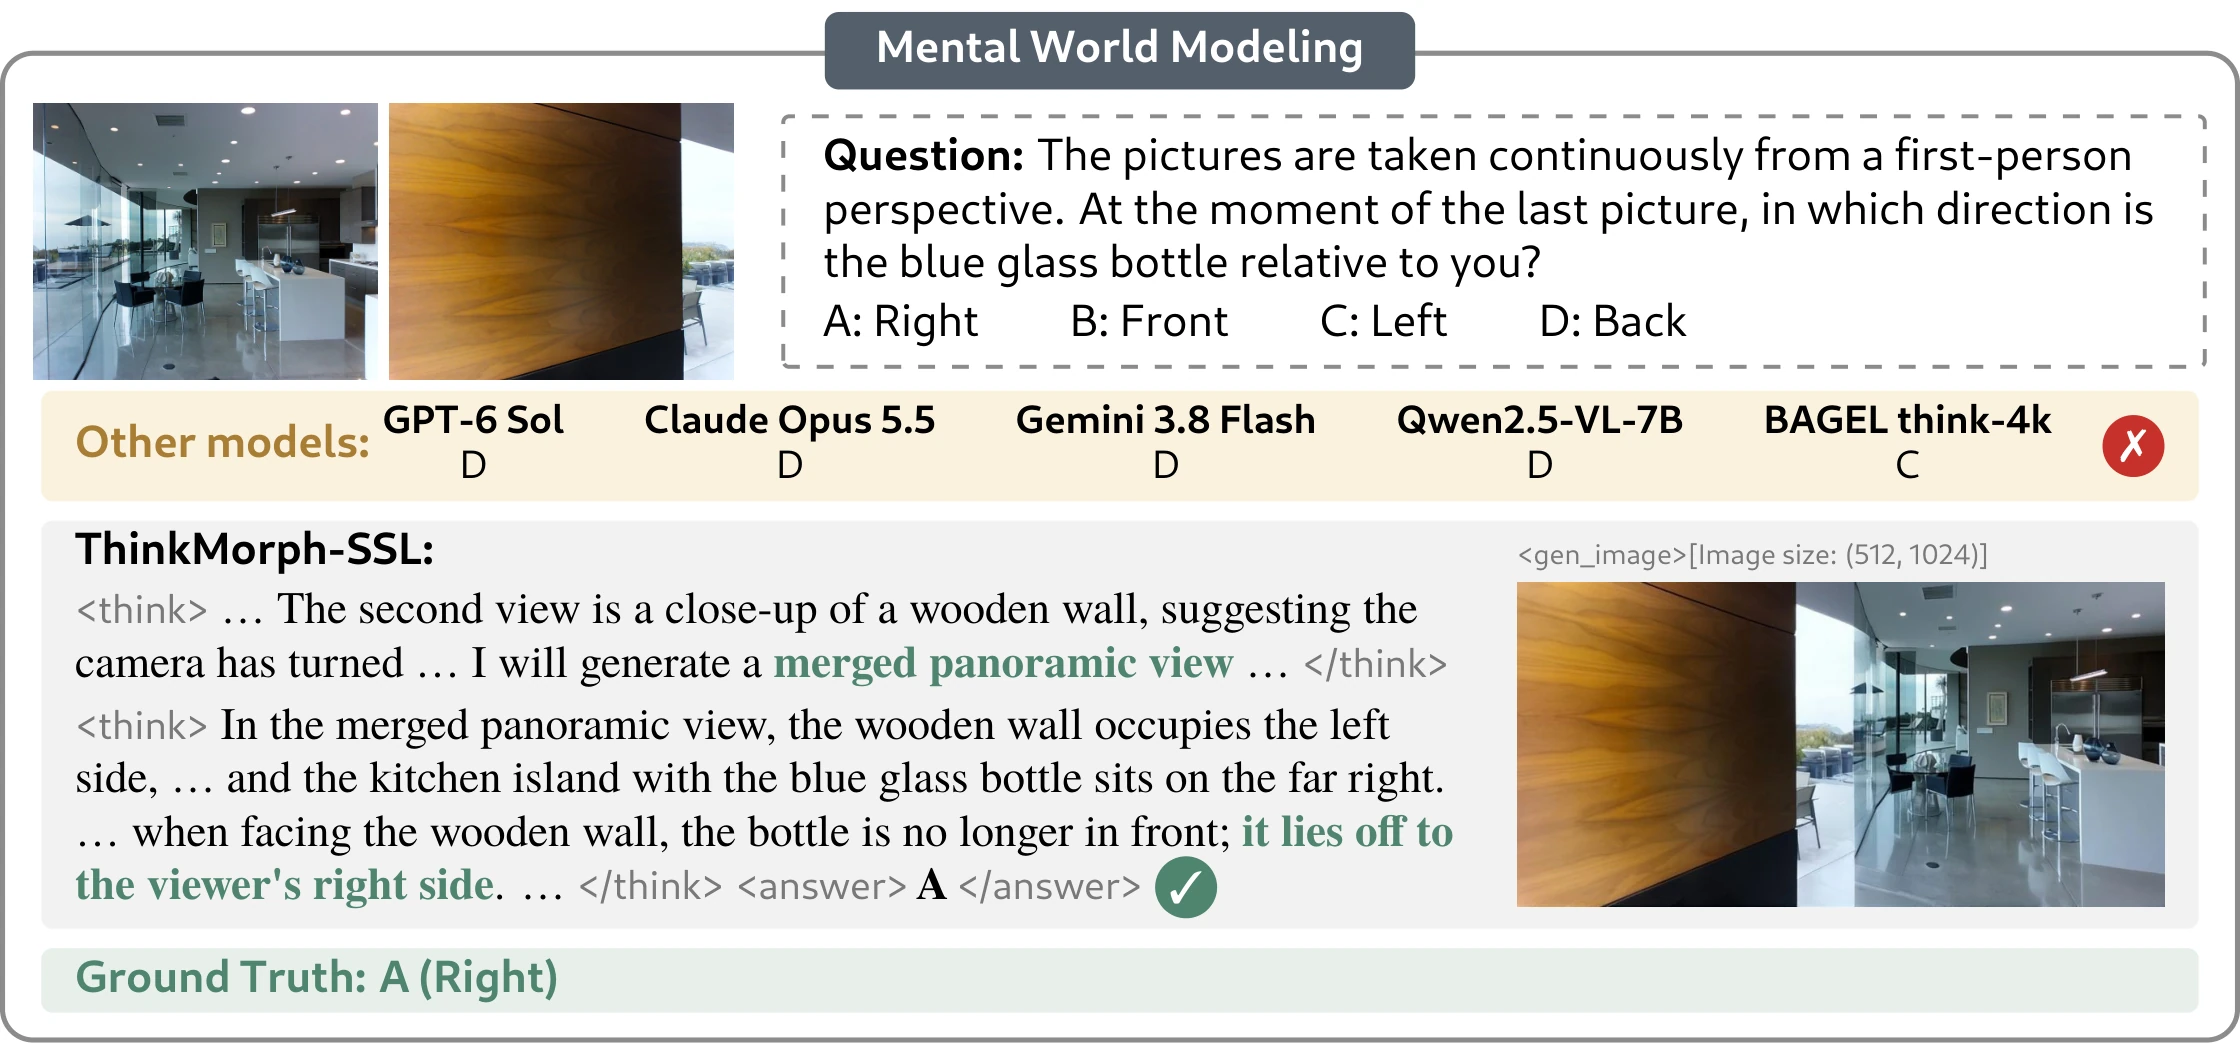 Mental World Modeling
Question: The pictures are taken continuously from a first-person
perspective. At the moment of the last picture, in which direction is
the blue glass bottle relative to you?
A: Right B: Front C: Left D: Back
Other models:
GPT-6 Sol Claude Opus 5.5 Gemini 3.8 Flash Qwen2.5-VL-7B BAGEL think-4k
D D D D C
✗
ThinkMorph-SSL:
<think> … The second view is a close-up of a wooden wall, suggesting the
camera has turned … I will generate a merged panoramic view … </think>
<think> In the merged panoramic view, the wooden wall occupies the left
side, … and the kitchen island with the blue glass bottle sits on the far right.
… when facing the wooden wall, the bottle is no longer in front; it lies off to
the viewer's right side. … </think> <answer> A </answer> ✓
<gen_image>[Image size: (512, 1024)]
Ground Truth: A (Right)